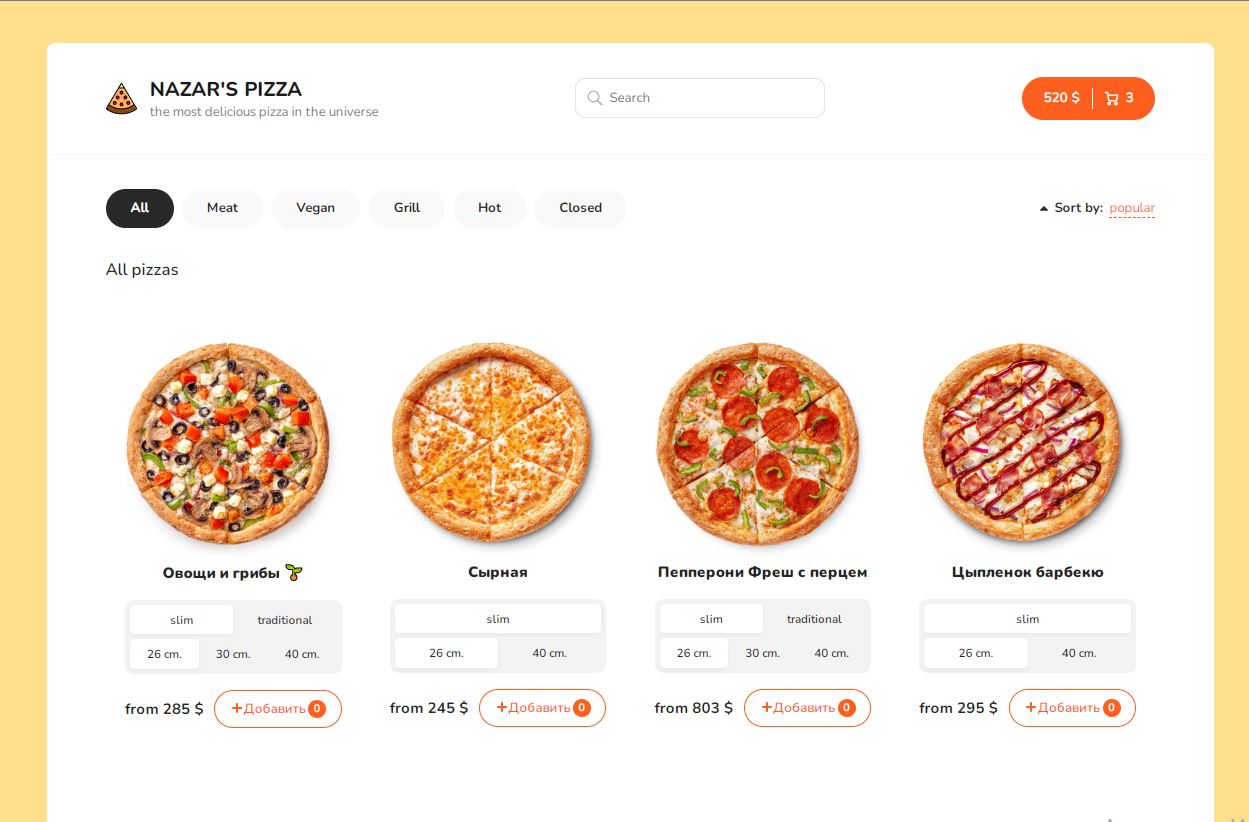 NAZAR'S PIZZA
the most delicious pizza in the universe
Search
520 $ 3
All Meat Vegan Grill Hot Closed
Sort by: popular
All pizzas
Овощи и грибы
slim traditional
26 cm. 30 cm. 40 cm.
from 285 $ +Добавить 0
Сырная
slim
26 cm. 40 cm.
from 245 $ +Добавить 0
Пепперони Фреш с перцем
slim traditional
26 cm. 30 cm. 40 cm.
from 803 $ +Добавить 0
Цыпленок барбекю
slim
26 cm. 40 cm.
from 295 $ +Добавить 0